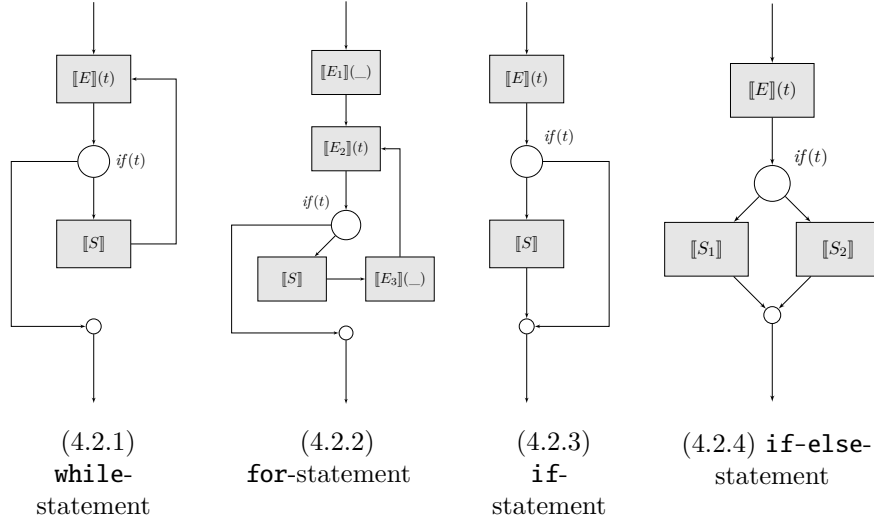 ⟦E⟧(t)
if(t)
⟦S⟧
⟦E₁⟧(_)
⟦E₂⟧(t)
if(t)
⟦S⟧
⟦E₃⟧(_)
⟦E⟧(t)
if(t)
⟦S⟧
⟦E⟧(t)
if(t)
⟦S₁⟧
⟦S₂⟧
(4.2.1)
while-
statement
(4.2.2)
for-statement
(4.2.3)
if-
statement
(4.2.4) if-else-
statement